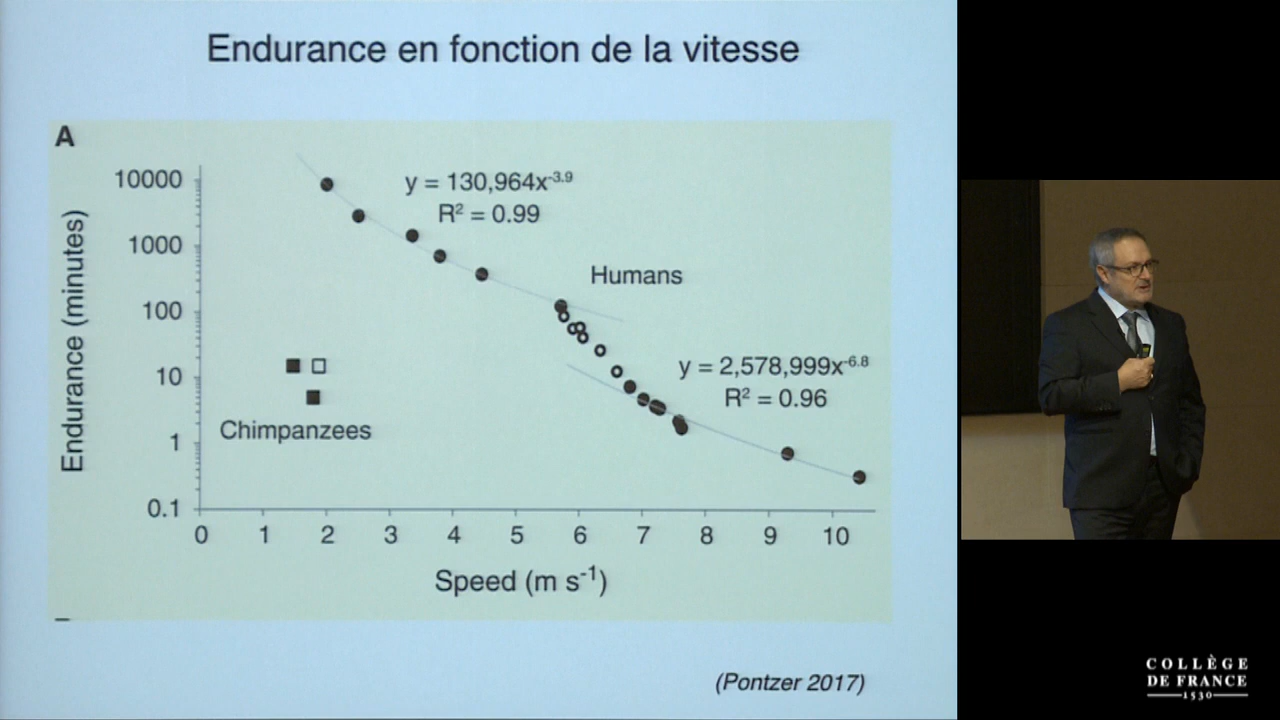 Endurance en fonction de la vitesse
A
Endurance (minutes)
10000
1000
100
10
1
0.1
y = 130,964x⁻³·⁹
R² = 0.99
Humans
y = 2,578,999x⁻⁶·⁸
R² = 0.96
Chimpanzees
0 1 2 3 4 5 6 7 8 9 10
Speed (m s⁻¹)
(Pontzer 2017)
COLLÈGE
DE FRANCE
1530